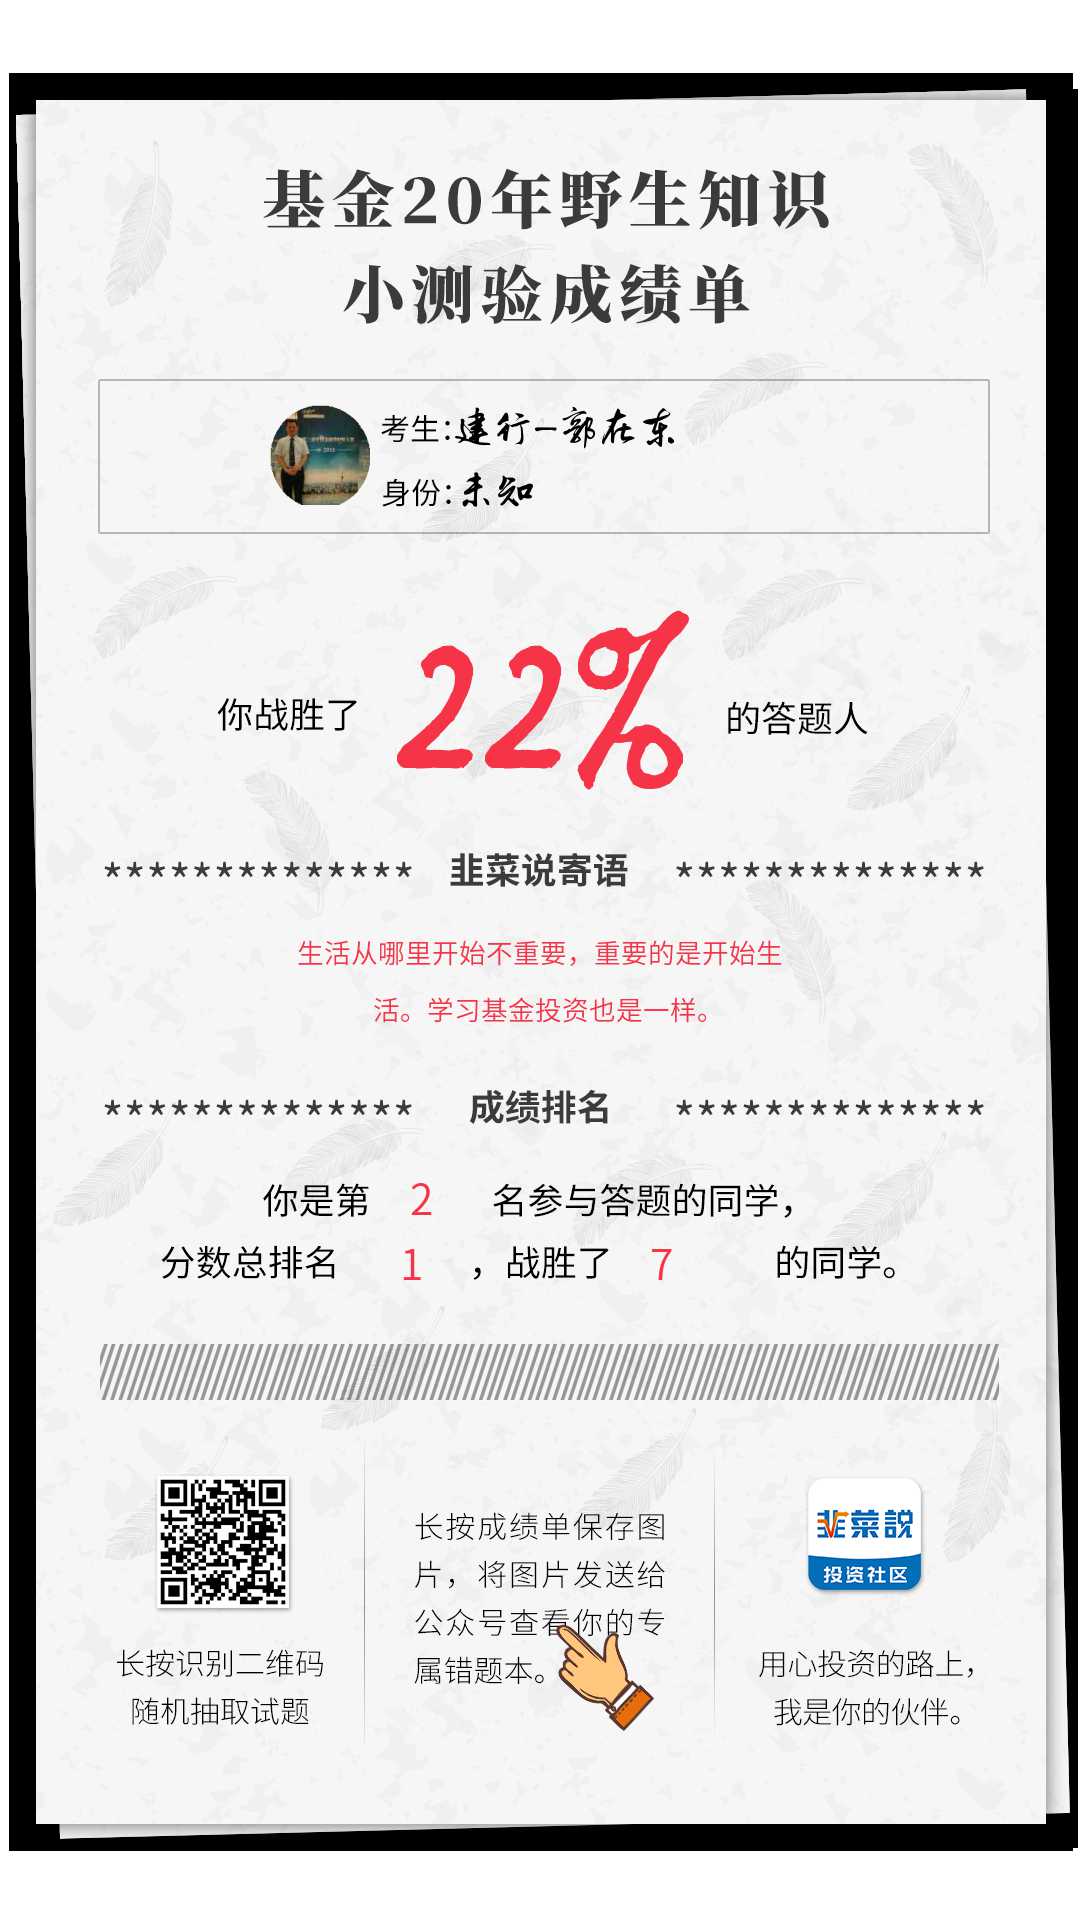 基金20年野生知识
小测验成绩单
考生:建行—郭在东
身份:未知
你战胜了 22% 的答题人
************** 韭菜说寄语 **************
生活从哪里开始不重要，重要的是开始生
活。学习基金投资也是一样。
************** 成绩排名 **************
你是第 2 名参与答题的同学，
分数总排名 1 ，战胜了 7 的同学。
长按识别二维码
随机抽取试题
长按成绩单保存图
片，将图片发送给
公众号查看你的专
属错题本。
韭菜說
投资社区
用心投资的路上，
我是你的伙伴。